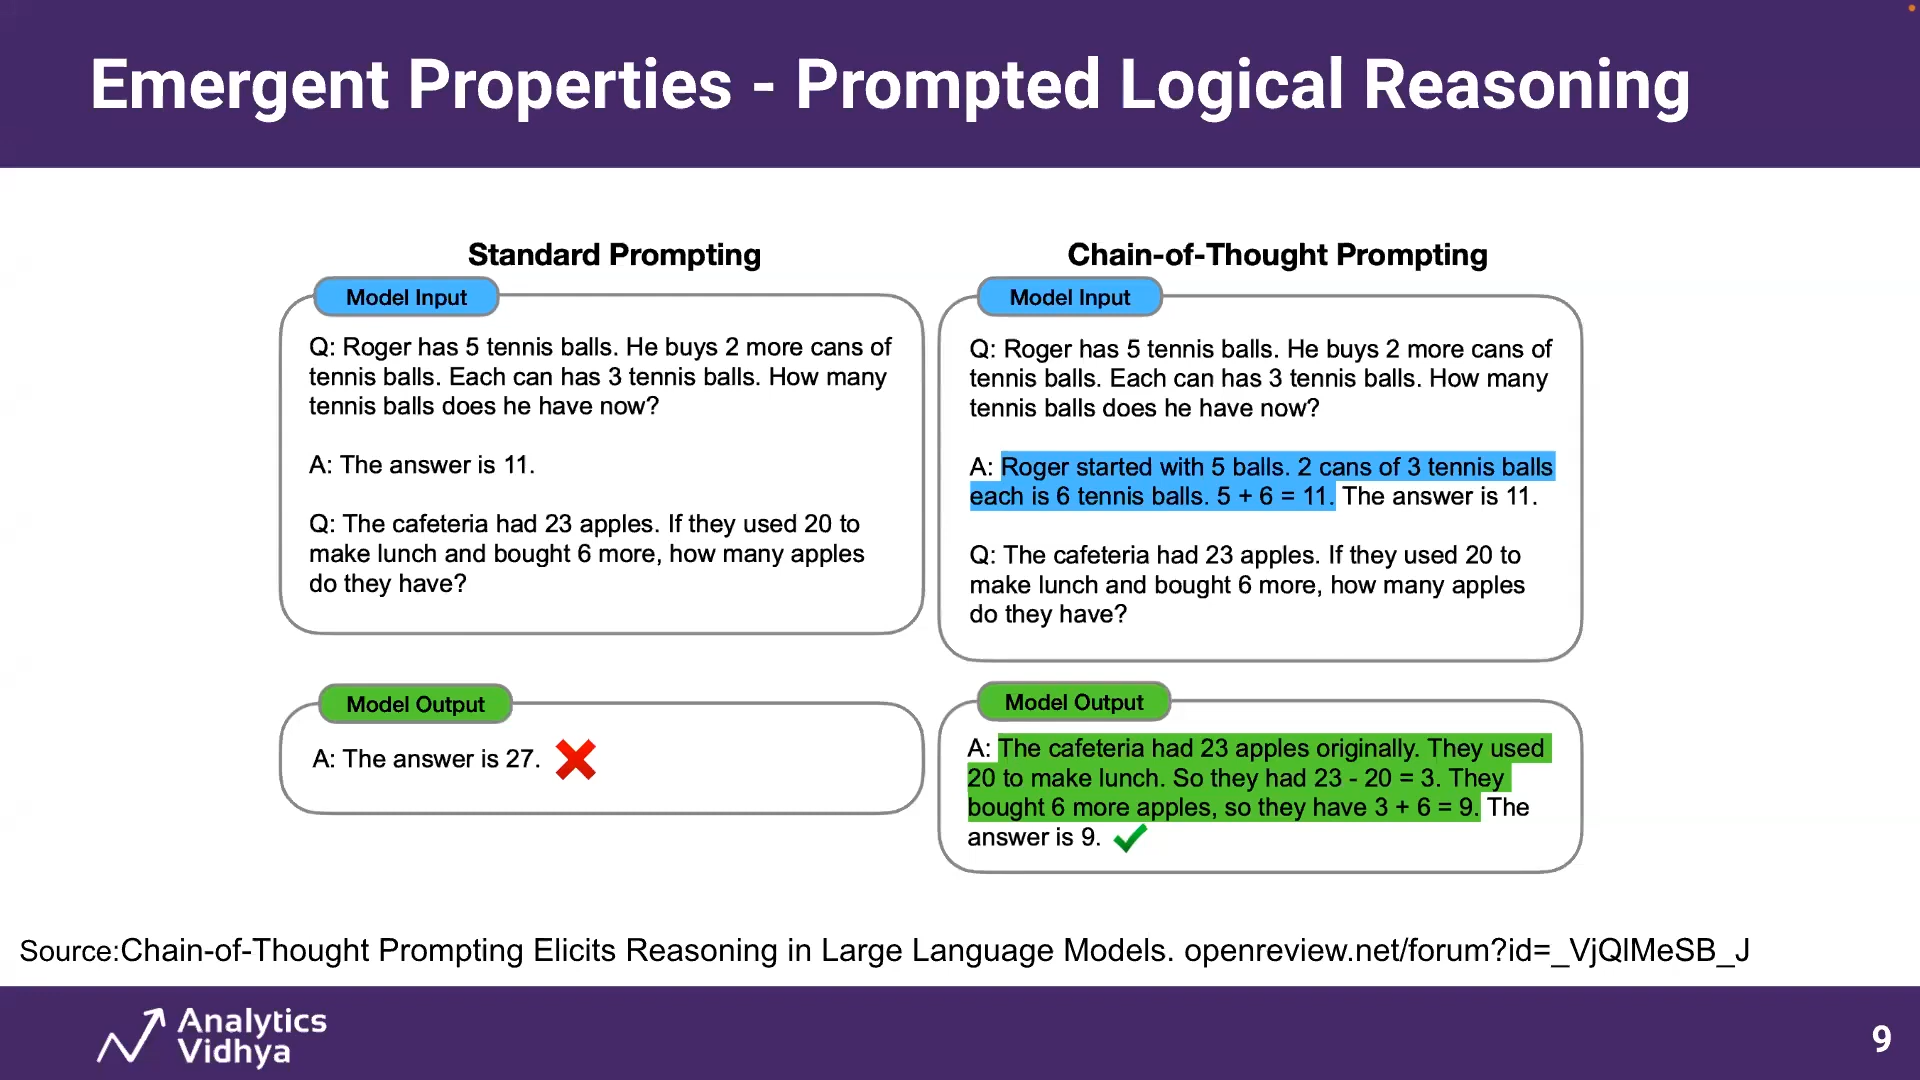 Emergent Properties - Prompted Logical Reasoning
Standard Prompting
Model Input
Q: Roger has 5 tennis balls. He buys 2 more cans of
tennis balls. Each can has 3 tennis balls. How many
tennis balls does he have now?
A: The answer is 11.
Q: The cafeteria had 23 apples. If they used 20 to
make lunch and bought 6 more, how many apples
do they have?
Model Output
A: The answer is 27.
Chain-of-Thought Prompting
Model Input
Q: Roger has 5 tennis balls. He buys 2 more cans of
tennis balls. Each can has 3 tennis balls. How many
tennis balls does he have now?
A: Roger started with 5 balls. 2 cans of 3 tennis balls
each is 6 tennis balls. 5 + 6 = 11. The answer is 11.
Q: The cafeteria had 23 apples. If they used 20 to
make lunch and bought 6 more, how many apples
do they have?
Model Output
A: The cafeteria had 23 apples originally. They used
20 to make lunch. So they had 23 - 20 = 3. They
bought 6 more apples, so they have 3 + 6 = 9. The
answer is 9.
Source:Chain-of-Thought Prompting Elicits Reasoning in Large Language Models. openreview.net/forum?id=_VjQlMeSB_J
Analytics
Vidhya
9